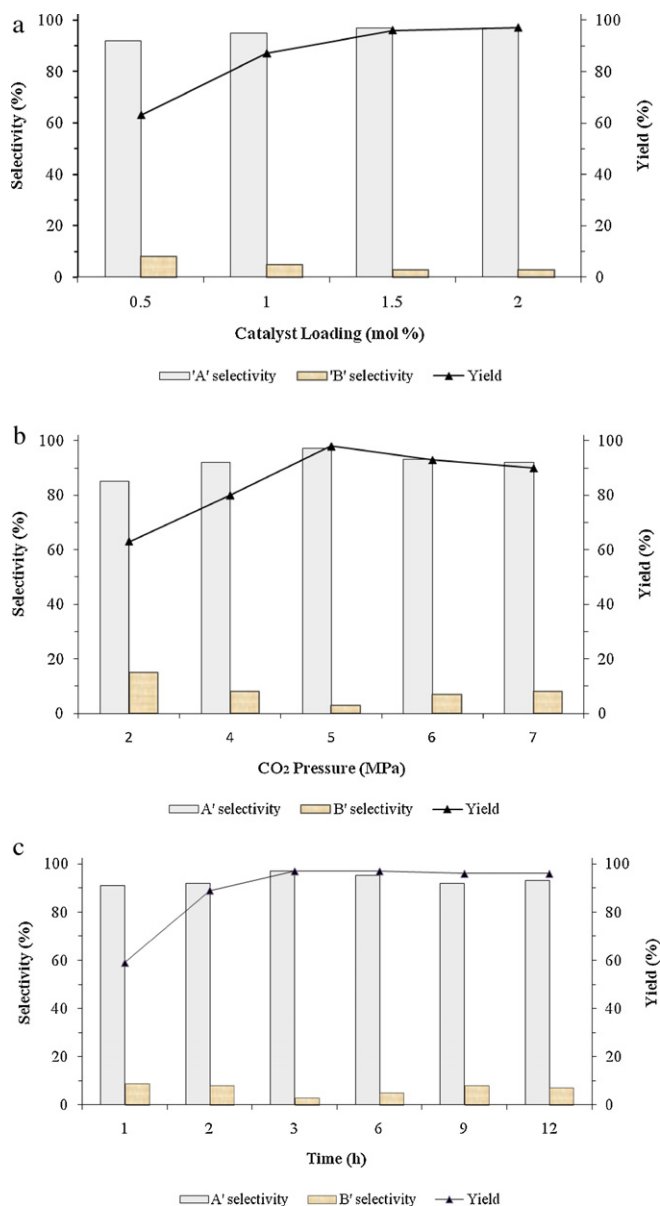 a
100
80
60
40
20
0
Selectivity (%)
100
80
60
40
20
0
Yield (%)
0.5 1 1.5 2
Catalyst Loading (mol %)
'A' selectivity 'B' selectivity Yield
b
100
80
60
40
20
0
Selectivity (%)
100
80
60
40
20
0
Yield (%)
2 4 5 6 7
CO2 Pressure (MPa)
A' selectivity B' selectivity Yield
c
100
80
60
40
20
0
Selectivity (%)
100
80
60
40
20
0
Yield (%)
1 2 3 6 9 12
Time (h)
A' selectivity B' selectivity Yield